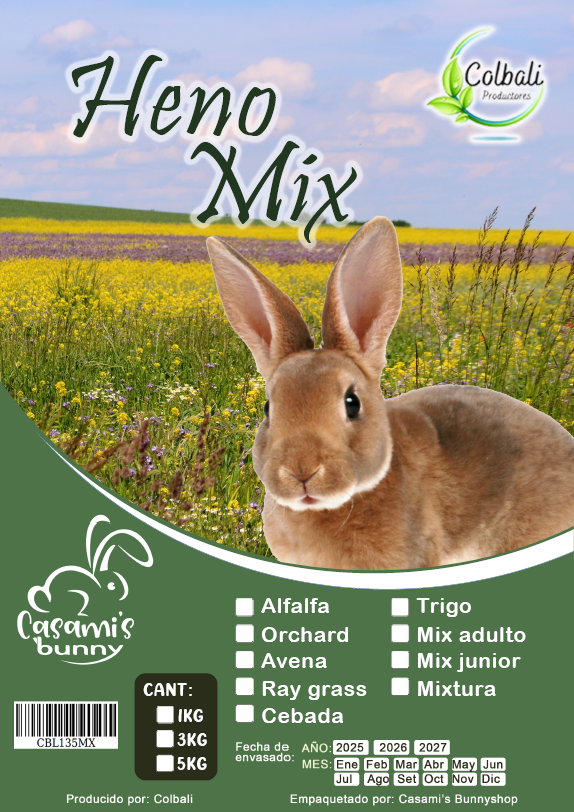 Heno
Mix
Colbali
Productores
Casami's
bunny
Alfalfa
Orchard
Avena
Ray grass
Cebada
Trigo
Mix adulto
Mix junior
Mixtura
CANT:
1KG
3KG
5KG
CBL135MX
Fecha de
envasado:
AÑO: 2025 2026 2027
MES: Ene Feb Mar Abr May Jun
Jul Ago Set Oct Nov Dic
Producido por: Colbali
Empaquetado por: Casami's Bunnyshop